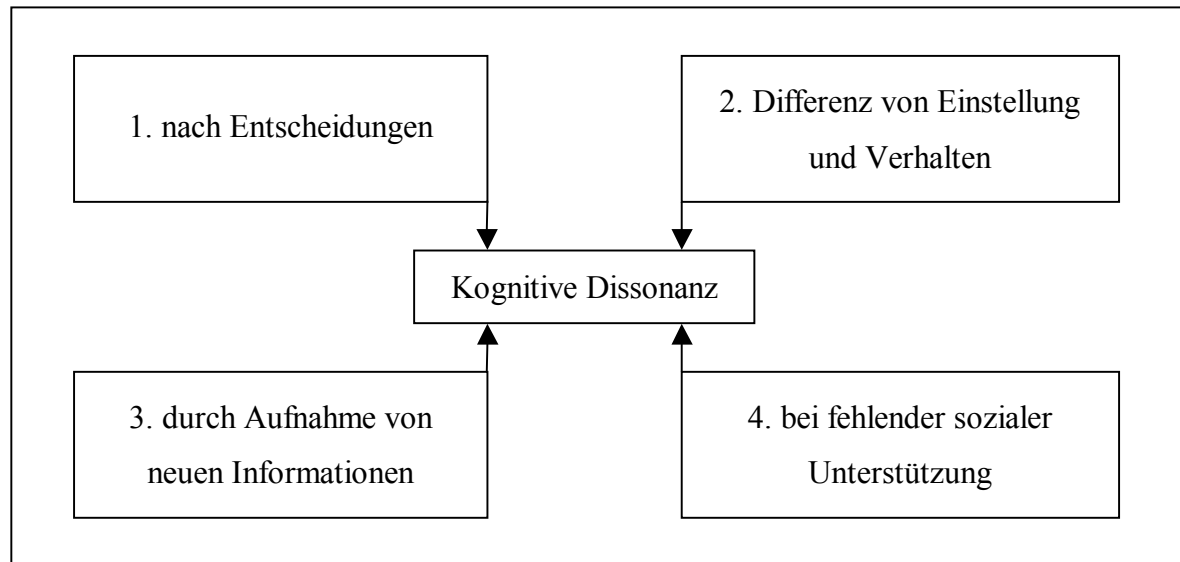 1. nach Entscheidungen
2. Differenz von Einstellung
und Verhalten
Kognitive Dissonanz
3. durch Aufnahme von
neuen Informationen
4. bei fehlender sozialer
Unterstützung